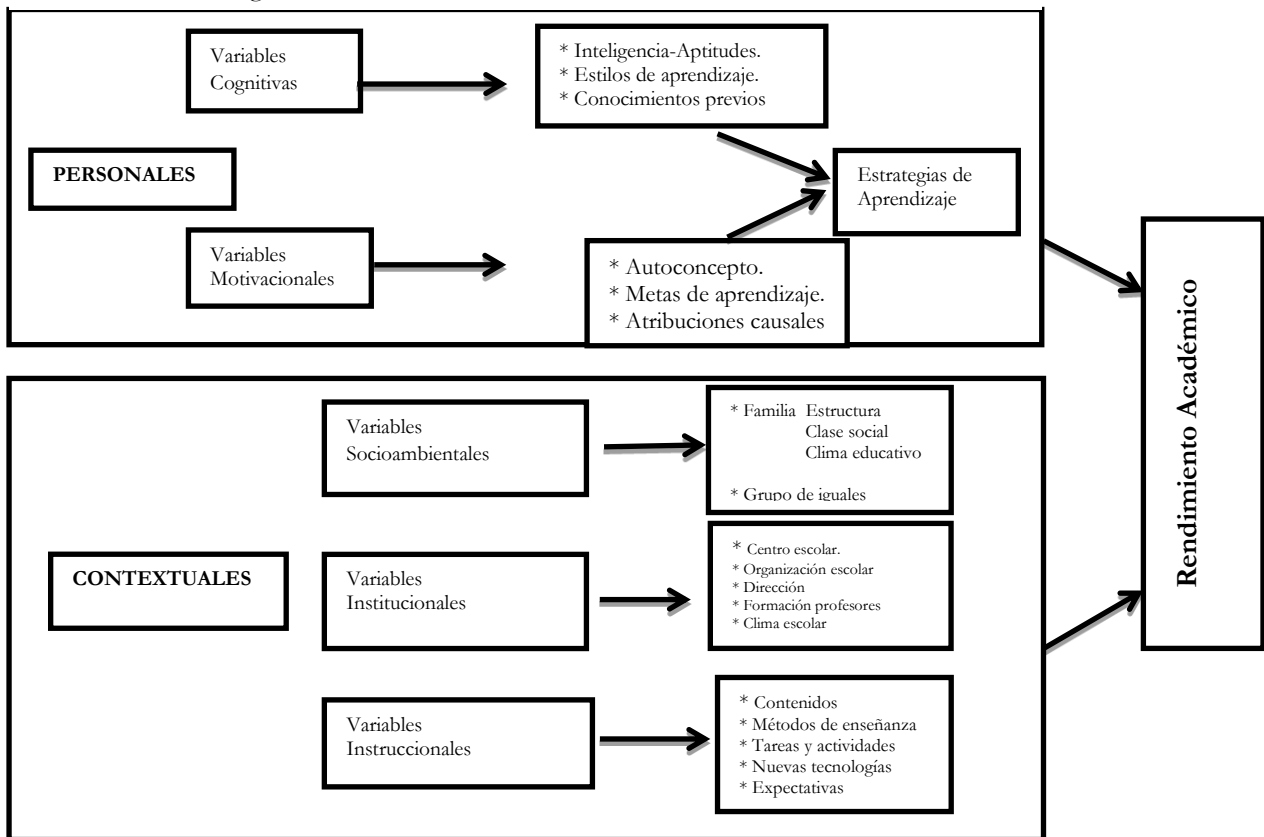 Variables
Cognitivas
* Inteligencia-Aptitudes.
* Estilos de aprendizaje.
* Conocimientos previos
PERSONALES
Estrategias de
Aprendizaje
Variables
Motivacionales
* Autoconcepto.
* Metas de aprendizaje.
* Atribuciones causales
Variables
Socioambientales
* Familia Estructura
Clase social
Clima educativo
* Grupo de iguales
CONTEXTUALES
Variables
Institucionales
* Centro escolar.
* Organización escolar
* Dirección
* Formación profesores
* Clima escolar
Variables
Instruccionales
* Contenidos
* Métodos de enseñanza
* Tareas y actividades
* Nuevas tecnologías
* Expectativas
Rendimiento Académico